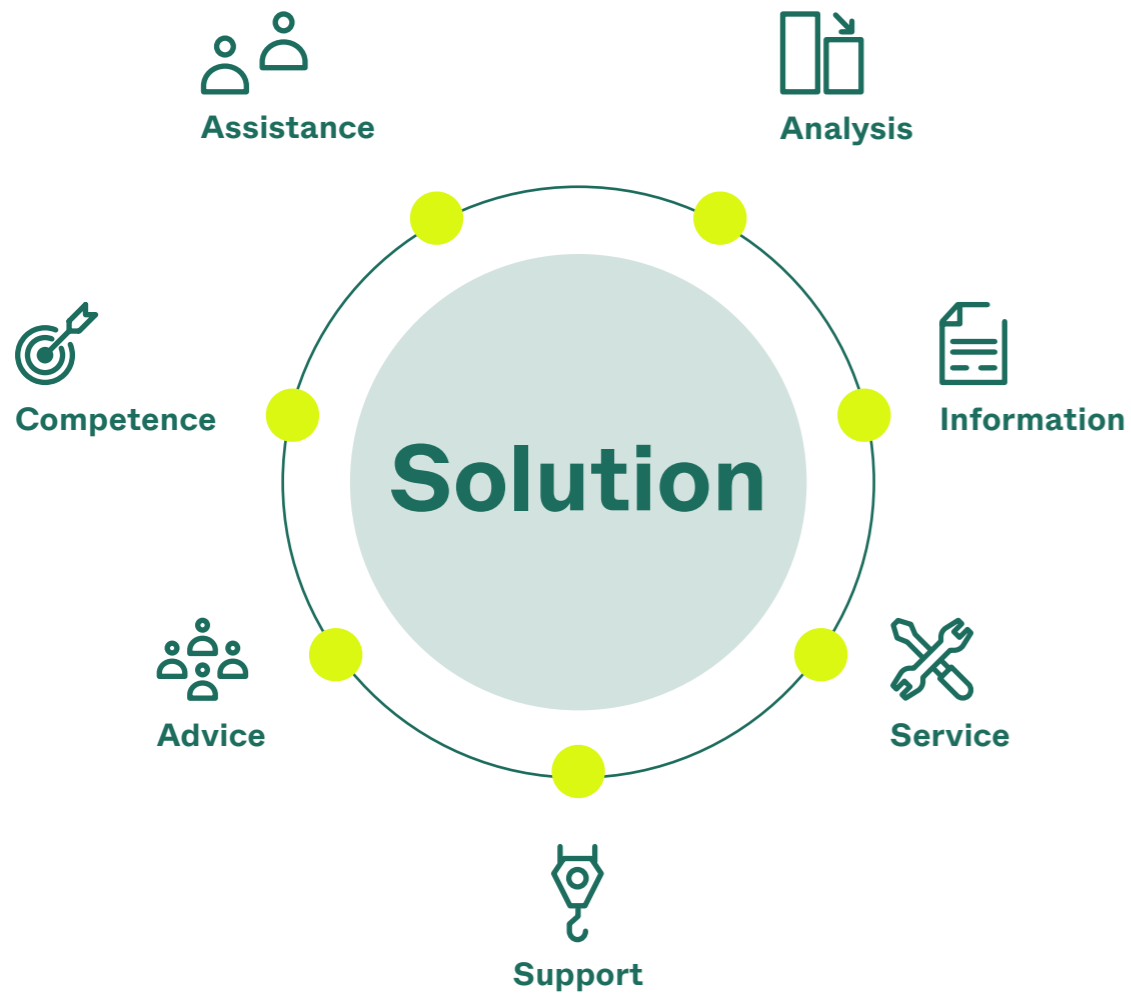 Assistance
Analysis
Competence
Information
Solution
Advice
Service
Support